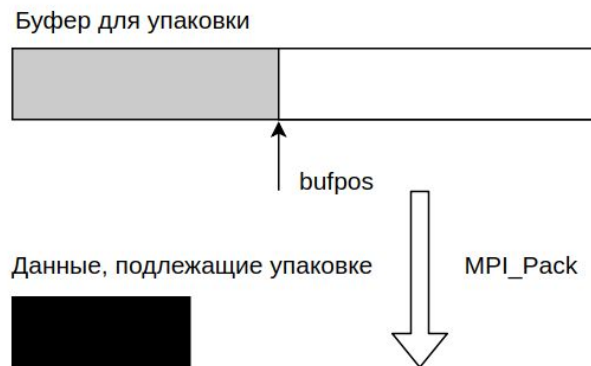 Буфер для упаковки
bufpos
Данные, подлежащие упаковке
MPI_Pack